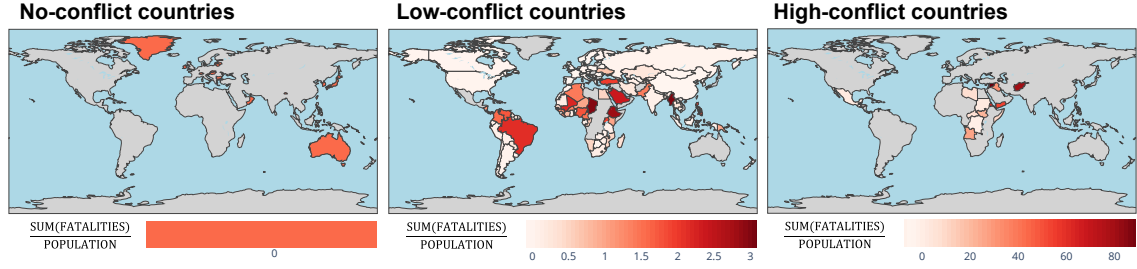 No-conflict countries
Low-conflict countries
High-conflict countries
SUM(FATALITIES)
POPULATION
0
SUM(FATALITIES)
POPULATION
0 0.5 1 1.5 2 2.5 3
SUM(FATALITIES)
POPULATION
0 20 40 60 80